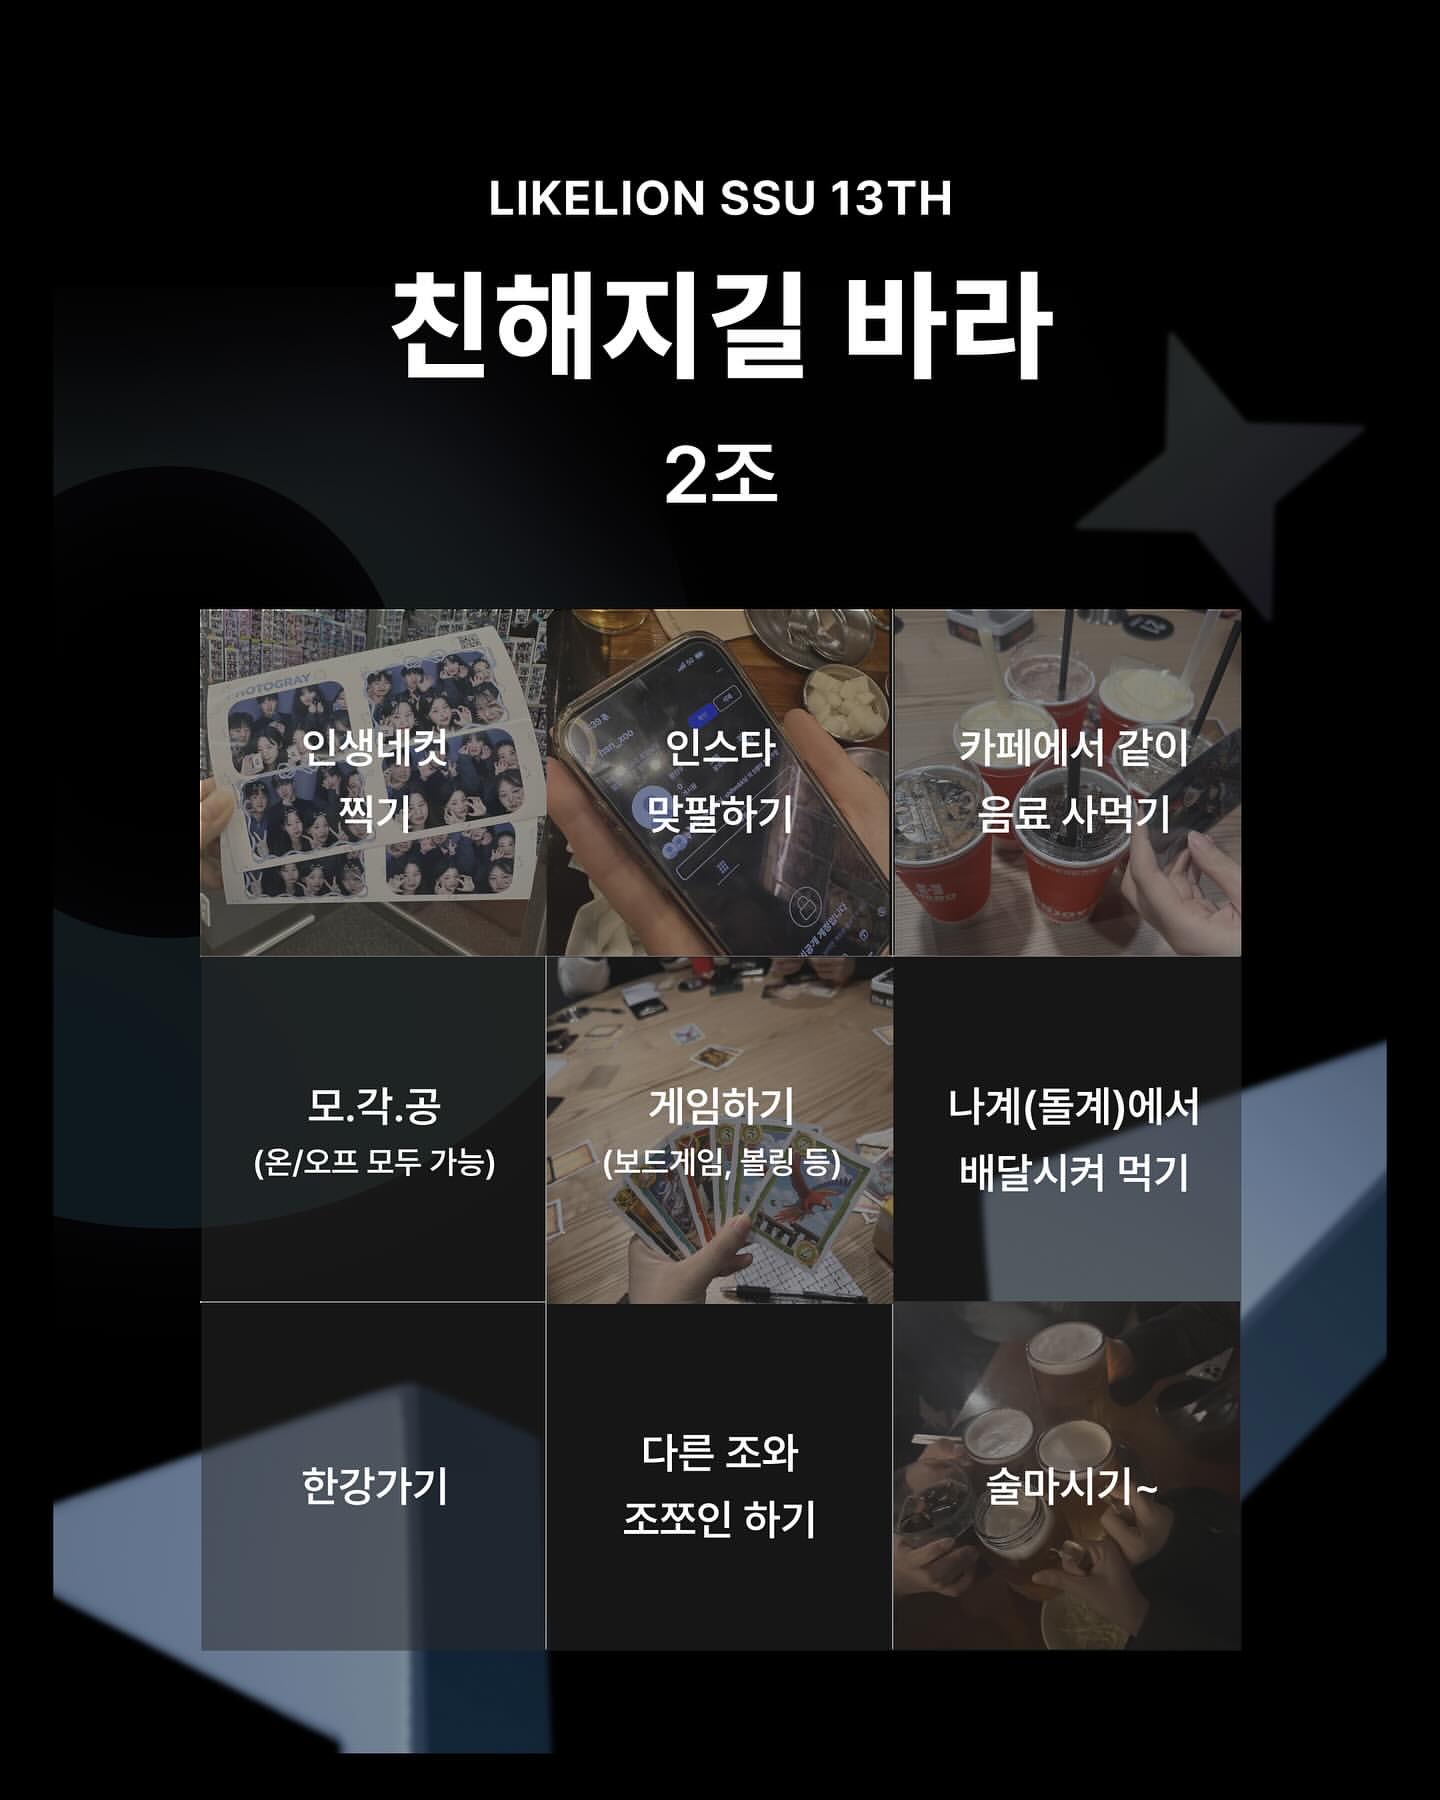 LIKELION SSU 13TH
친해지길 바라
2조
인생네컷
찍기
인스타
맞팔하기
카페에서 같이
음료 사먹기
모.각.공
(온/오프 모두 가능)
게임하기
(보드게임, 볼링 등)
나계(돌계)에서
배달시켜 먹기
한강가기
다른 조와
조쪼인 하기
술마시기~